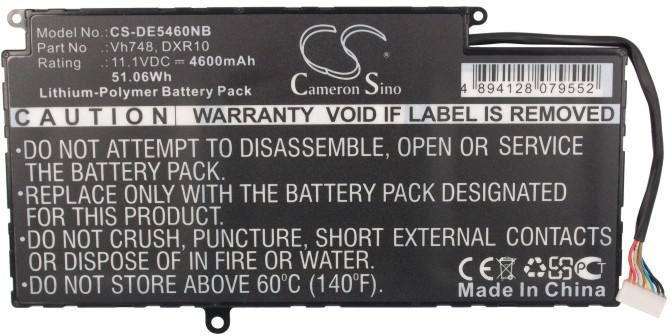 Model No.: CS-DE5460NB
Part No : Vh748, DXR10
Rating : 11.1VDC = 4600mAh
51.06Wh
Lithium-Polymer Battery Pack
CS
Cameron Sino
4 894128 079552
CAUTION WARRANTY VOID IF LABEL IS REMOVED
•DO NOT ATTEMPT TO DISASSEMBLE, OPEN OR SERVICE
THE BATTERY PACK.
•REPLACE ONLY WITH THE BATTERY PACK DESIGNATED
FOR THIS PRODUCT.
•DO NOT CRUSH, PUNCTURE, SHORT EXTERNAL CONTACTS
OR DISPOSE OF IN FIRE OR WATER.
•DO NOT STORE ABOVE 60°C (140°F).
CE PC
Made In China